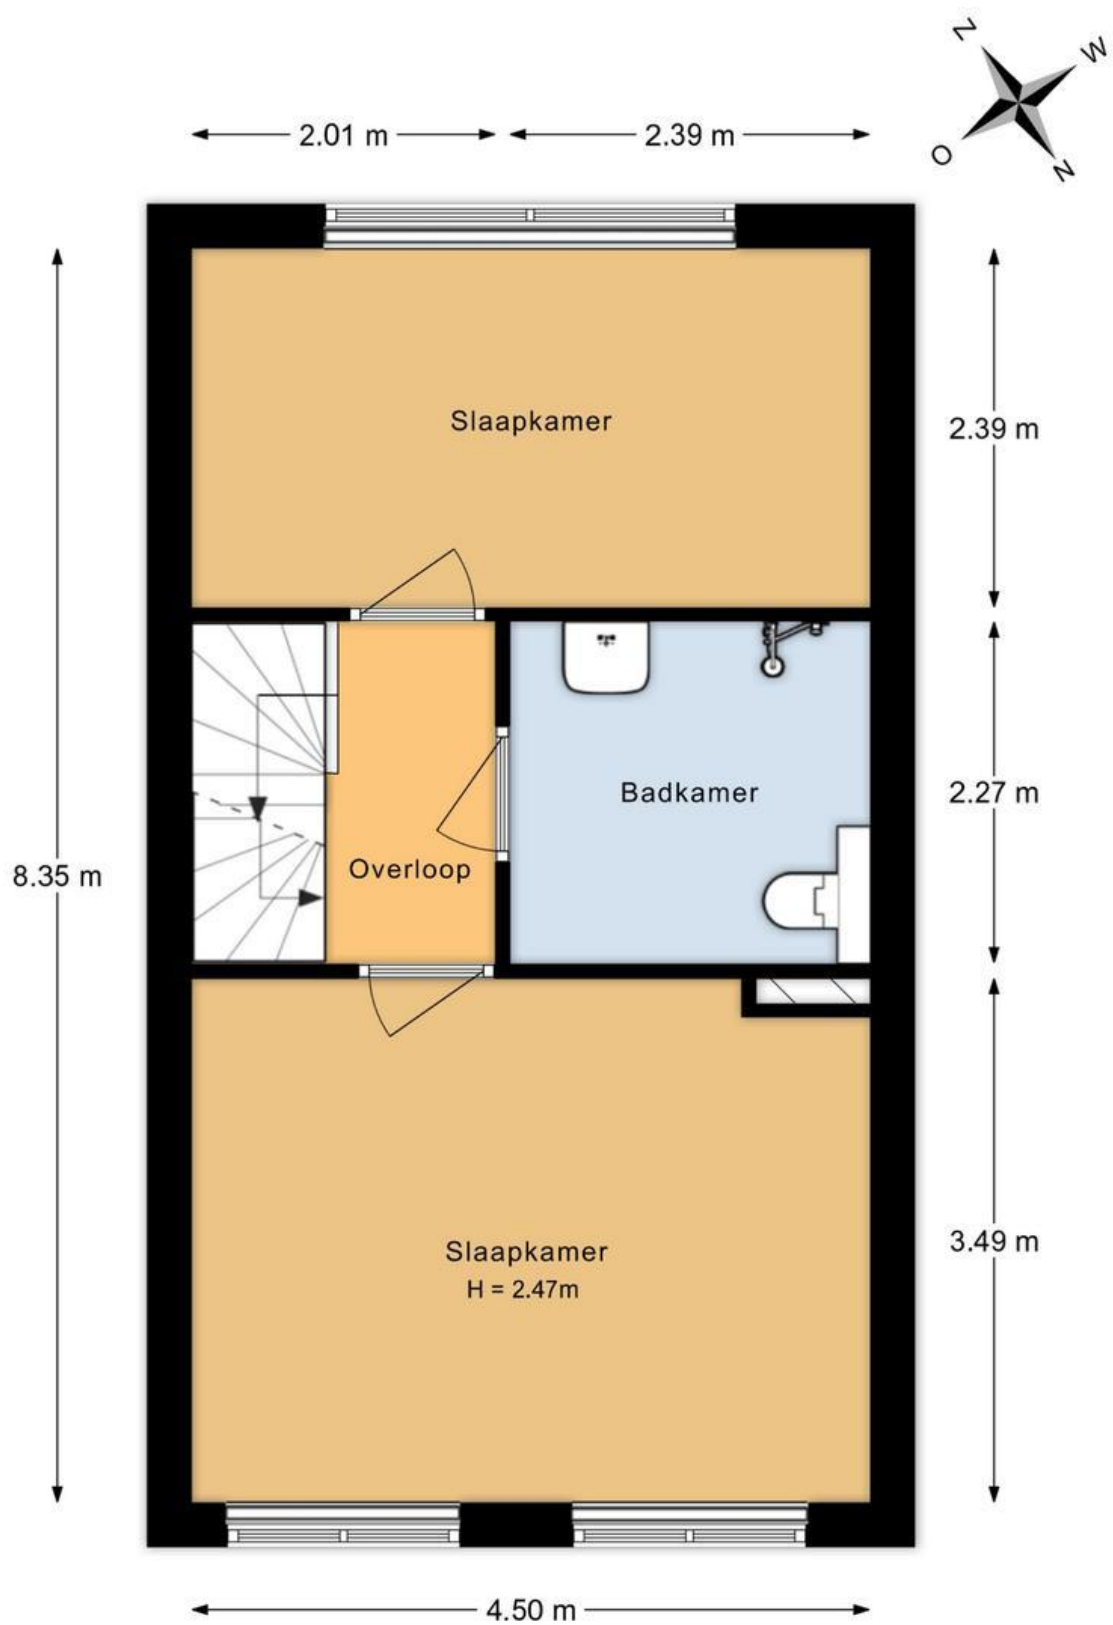 Z
W
O
N
2.01 m
2.39 m
Slaapkamer
2.39 m
Badkamer
2.27 m
Overloop
8.35 m
Slaapkamer
H = 2.47m
3.49 m
4.50 m